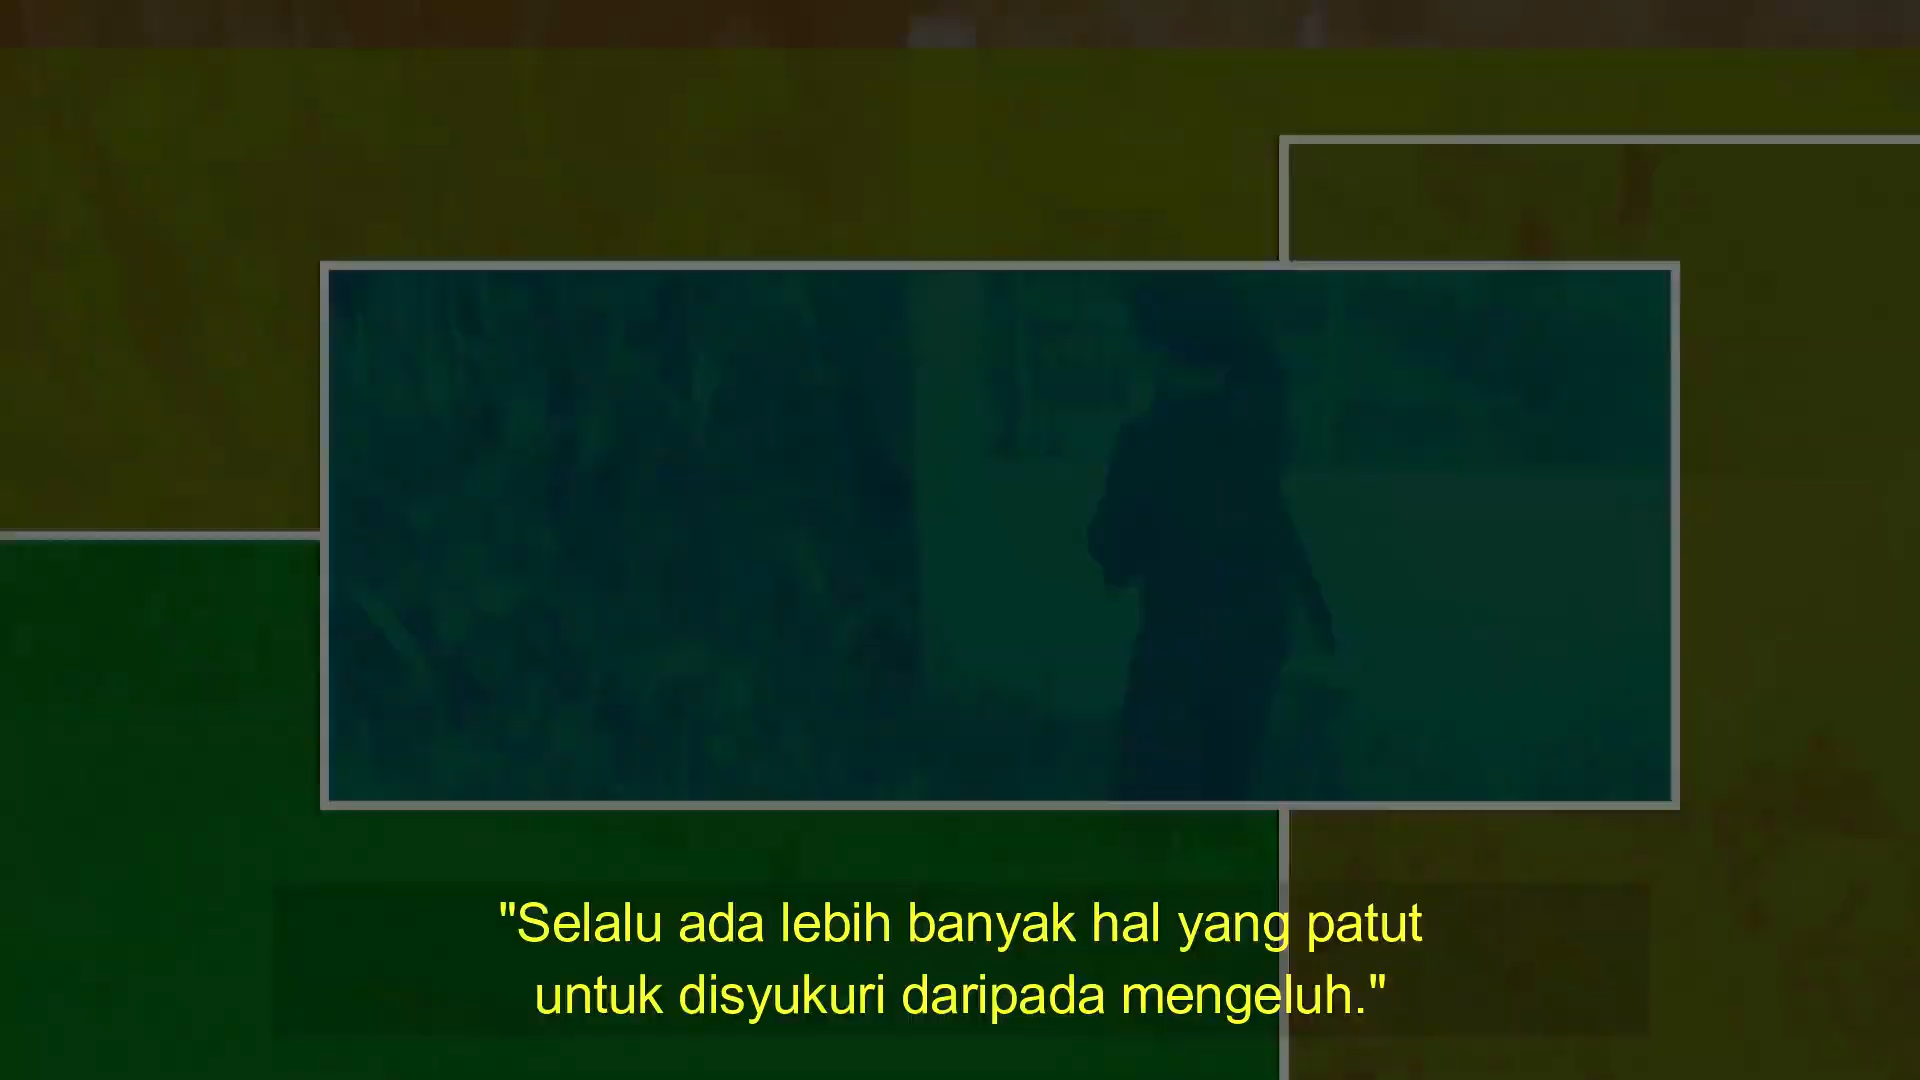 "Selalu ada lebih banyak hal yang patut
untuk disyukuri daripada mengeluh."